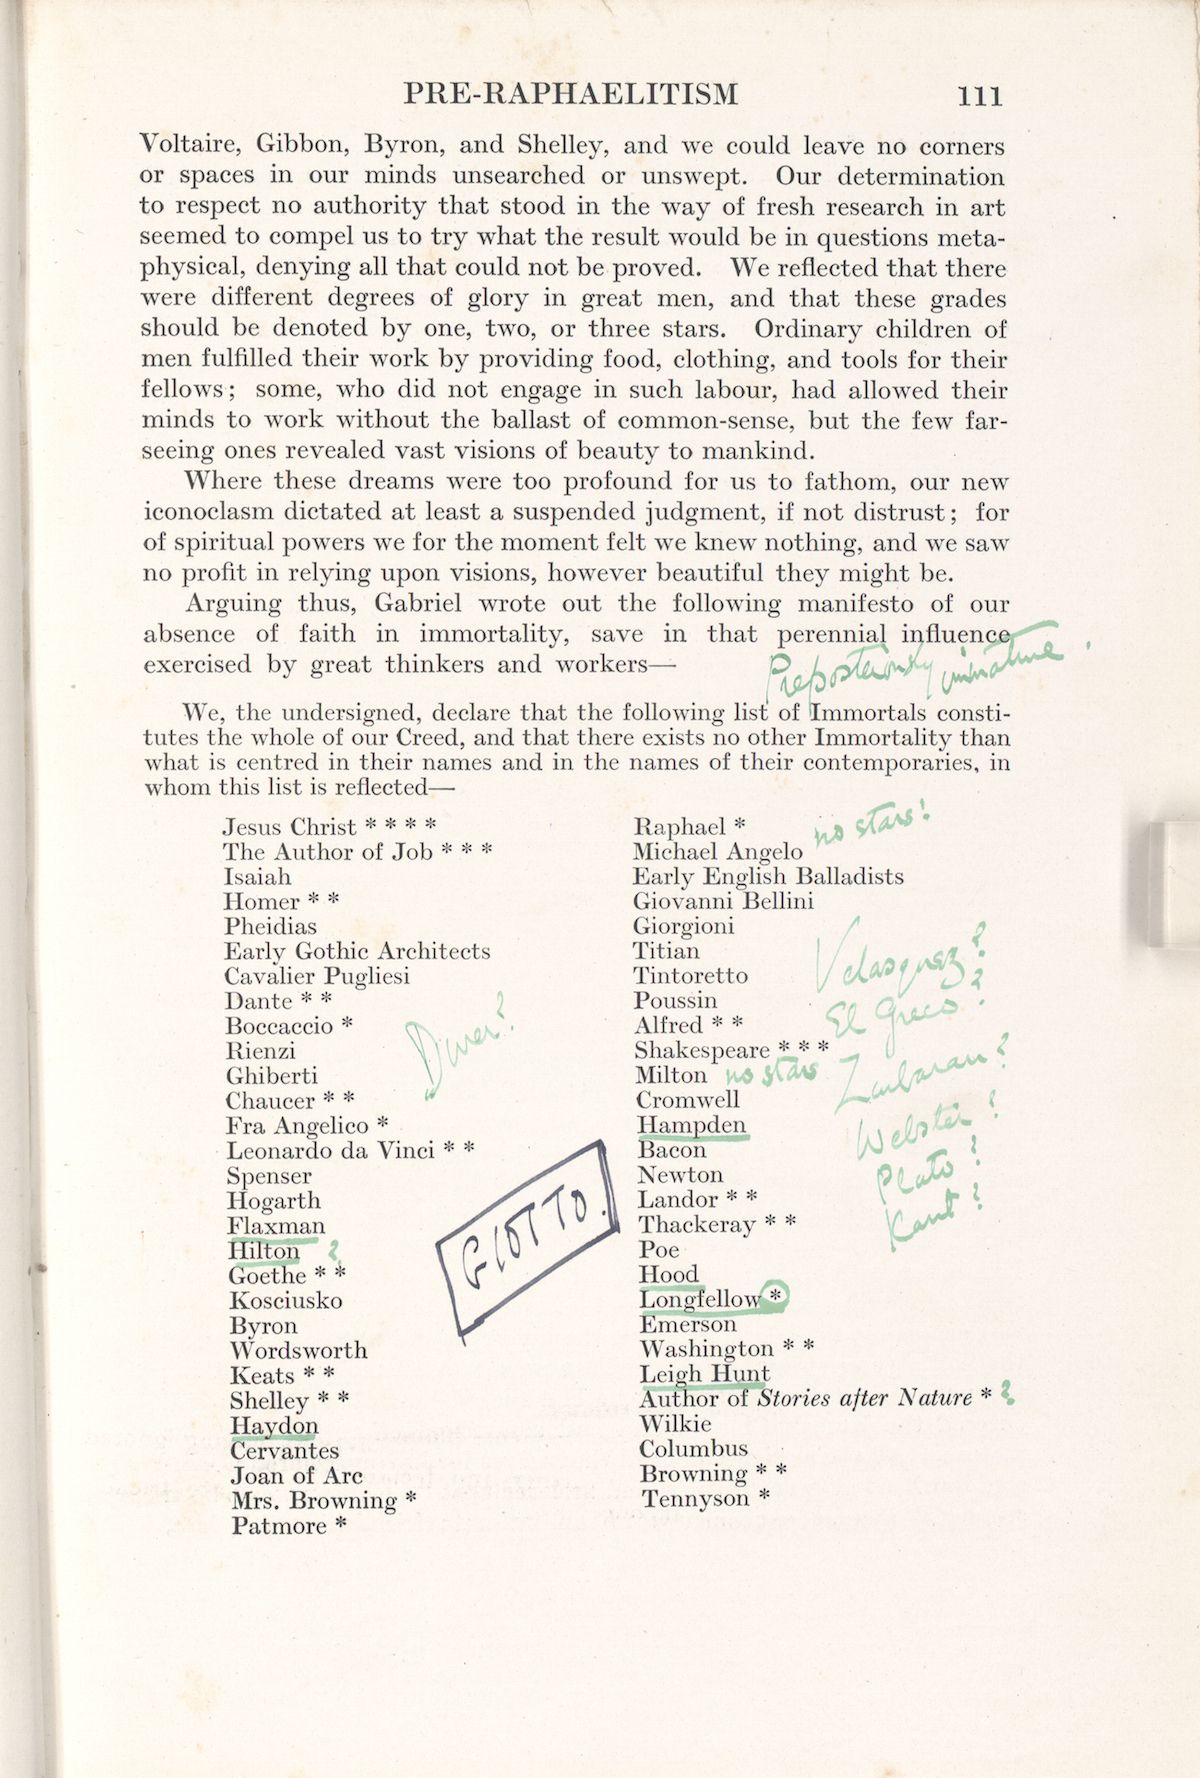 PRE-RAPHAELITISM 111
Voltaire, Gibbon, Byron, and Shelley, and we could leave no corners
or spaces in our minds unsearched or unswept. Our determination
to respect no authority that stood in the way of fresh research in art
seemed to compel us to try what the result would be in questions meta-
physical, denying all that could not be proved. We reflected that there
were different degrees of glory in great men, and that these grades
should be denoted by one, two, or three stars. Ordinary children of
men fulfilled their work by providing food, clothing, and tools for their
fellows; some, who did not engage in such labour, had allowed their
minds to work without the ballast of common-sense, but the few far-
seeing ones revealed vast visions of beauty to mankind.
Where these dreams were too profound for us to fathom, our new
iconoclasm dictated at least a suspended judgment, if not distrust; for
of spiritual powers we for the moment felt we knew nothing, and we saw
no profit in relying upon visions, however beautiful they might be.
Arguing thus, Gabriel wrote out the following manifesto of our
absence of faith in immortality, save in that perennial influence
exercised by great thinkers and workers—
Preposterously immature.
We, the undersigned, declare that the following list of Immortals consti-
tutes the whole of our Creed, and that there exists no other Immortality than
what is centred in their names and in the names of their contemporaries, in
whom this list is reflected—
Jesus Christ * * * *
The Author of Job * * *
Isaiah
Homer * *
Pheidias
Early Gothic Architects
Cavalier Pugliesi
Dante * *
Boccaccio *
Rienzi
Ghiberti
Chaucer * *
Fra Angelico *
Leonardo da Vinci * *
Spenser
Hogarth
Flaxman
Hilton ?
Goethe * *
Kosciusko
Byron
Wordsworth
Keats * *
Shelley * *
Haydon
Cervantes
Joan of Arc
Mrs. Browning *
Patmore *
Durer?
GIOTTO.
Raphael *
Michael Angelo no stars!
Early English Balladists
Giovanni Bellini
Giorgioni
Titian
Tintoretto
Poussin
Alfred * *
Shakespeare * * *
Milton no stars
Cromwell
Hampden
Bacon
Newton
Landor * *
Thackeray * *
Poe
Hood
Longfellow *
Emerson
Washington * *
Leigh Hunt
Author of Stories after Nature * ?
Wilkie
Columbus
Browning * *
Tennyson *
Velasquez?
El Greco?
Zurbaran?
Webster?
Plato?
Kant?